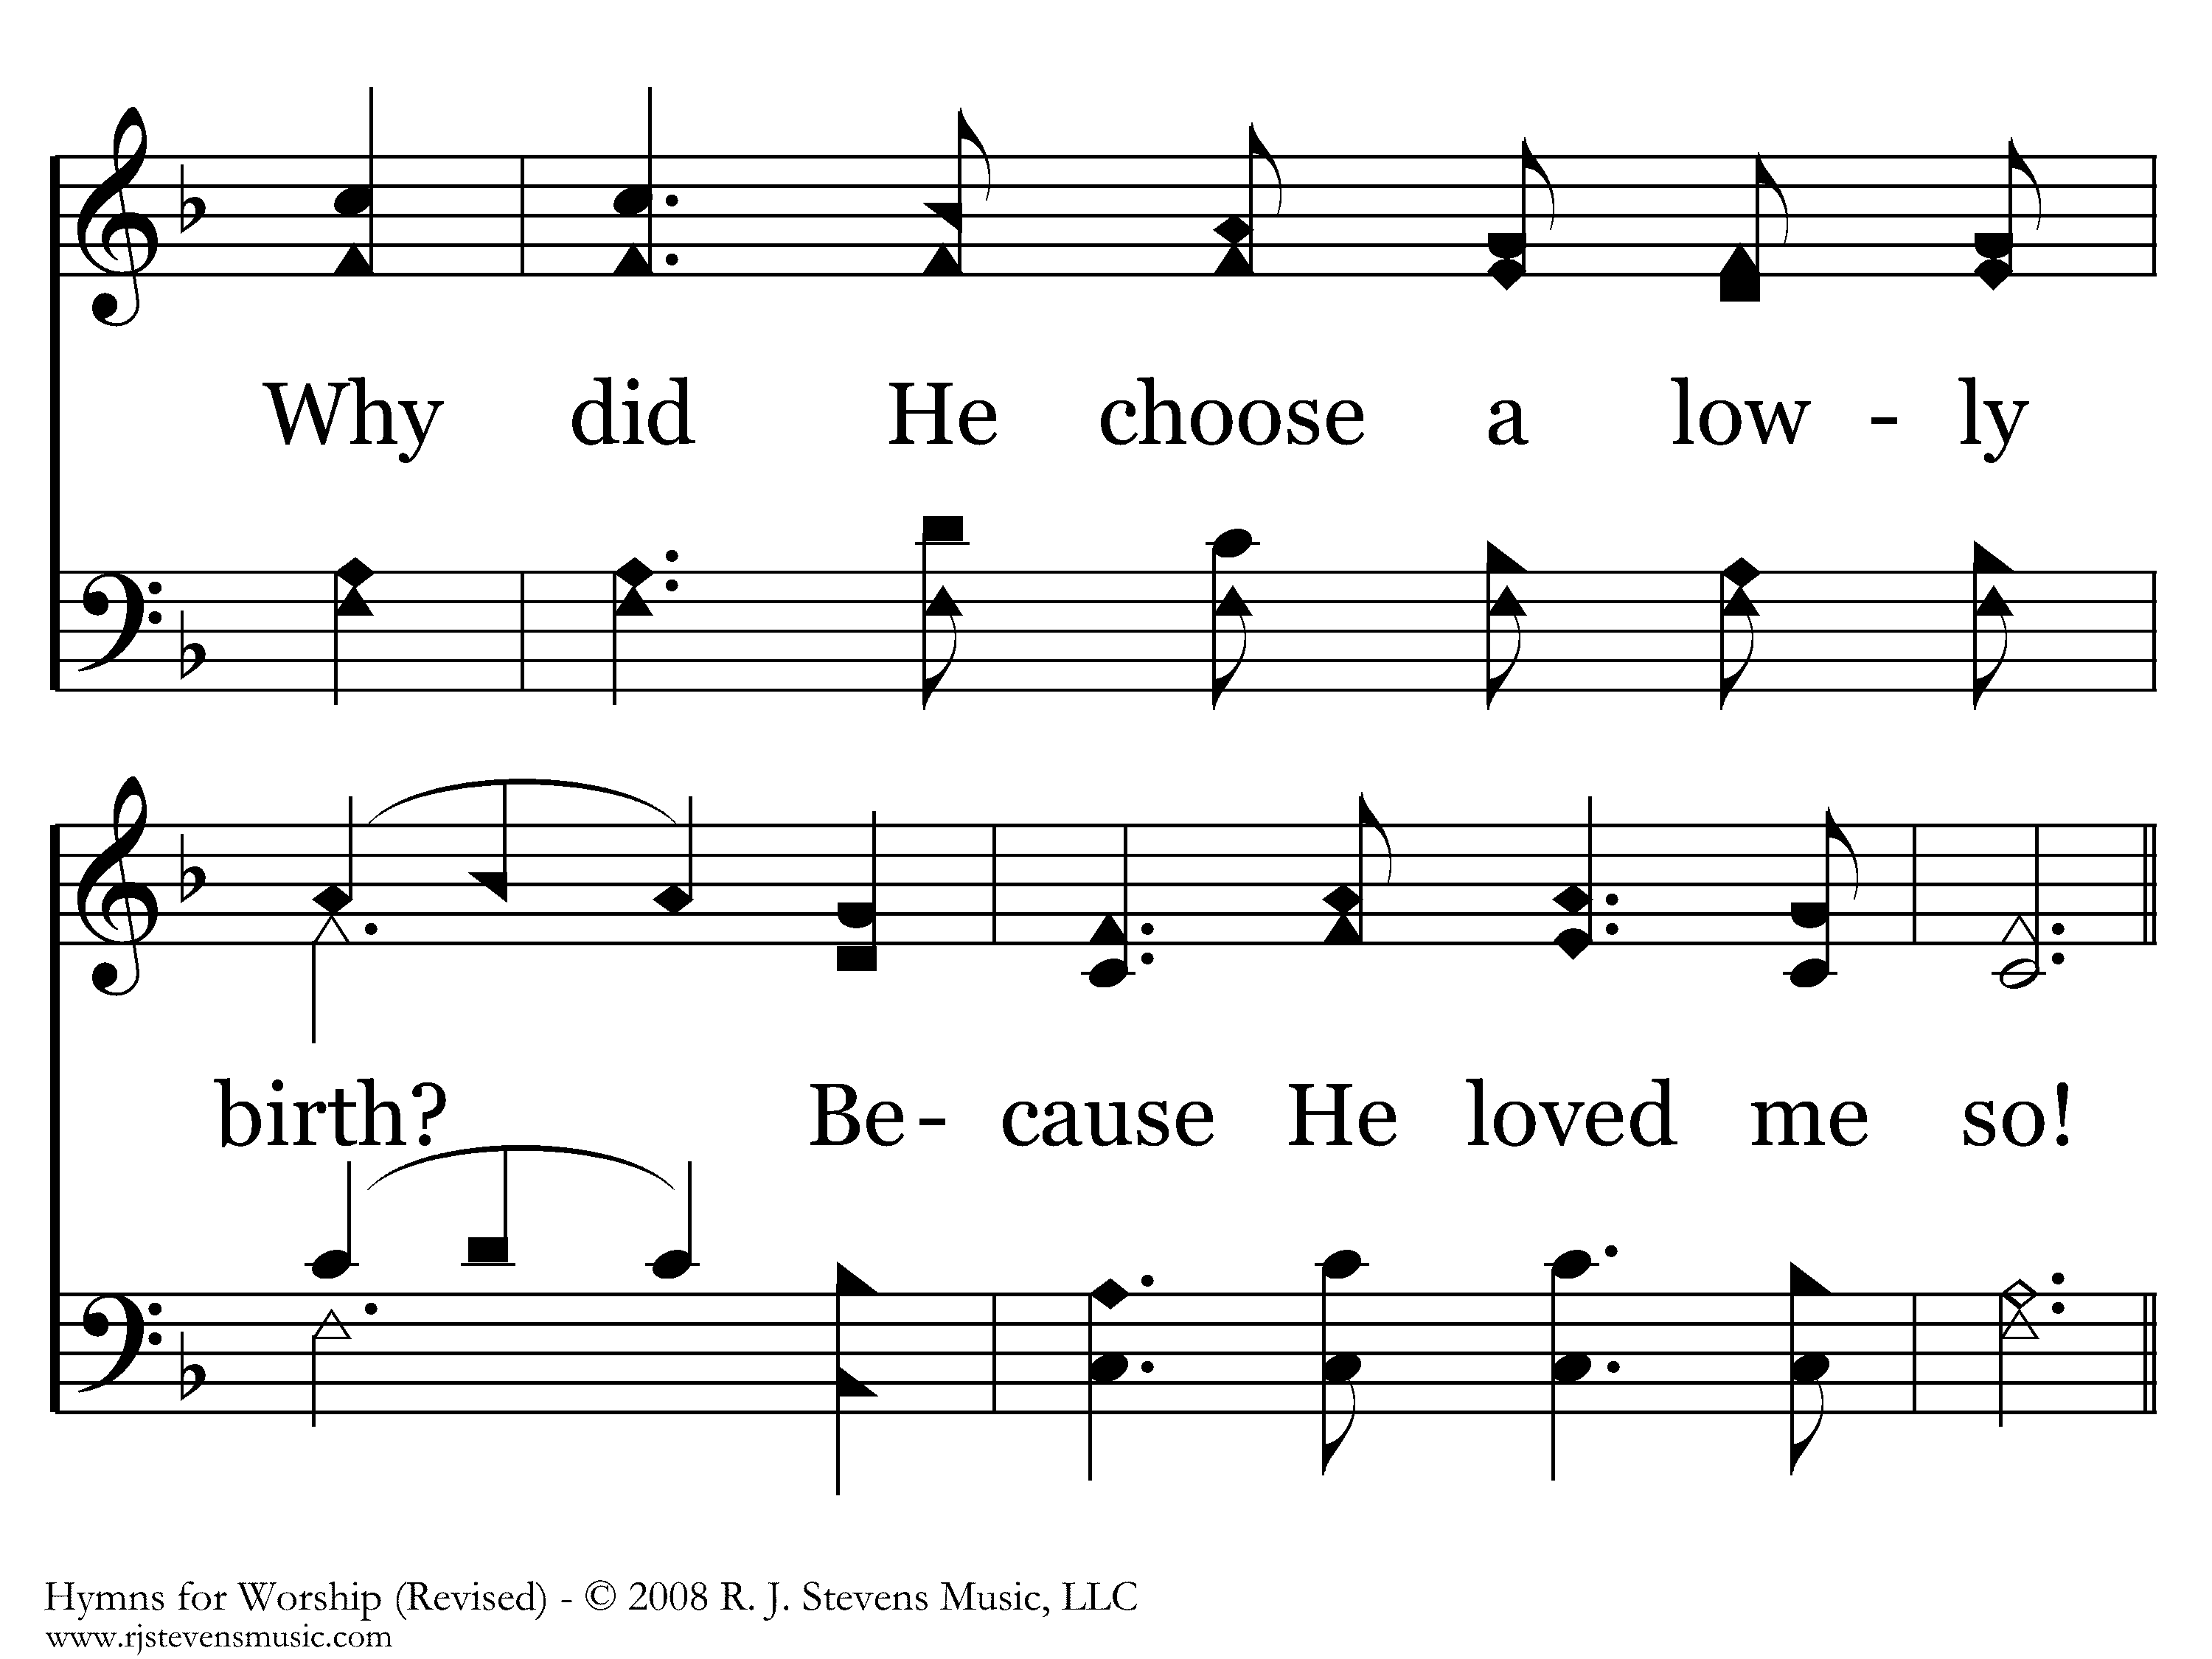 Why did He choose a low - ly
birth? Be - cause He loved me so!
Hymns for Worship (Revised) - © 2008 R. J. Stevens Music, LLC
www.rjstevensmusic.com